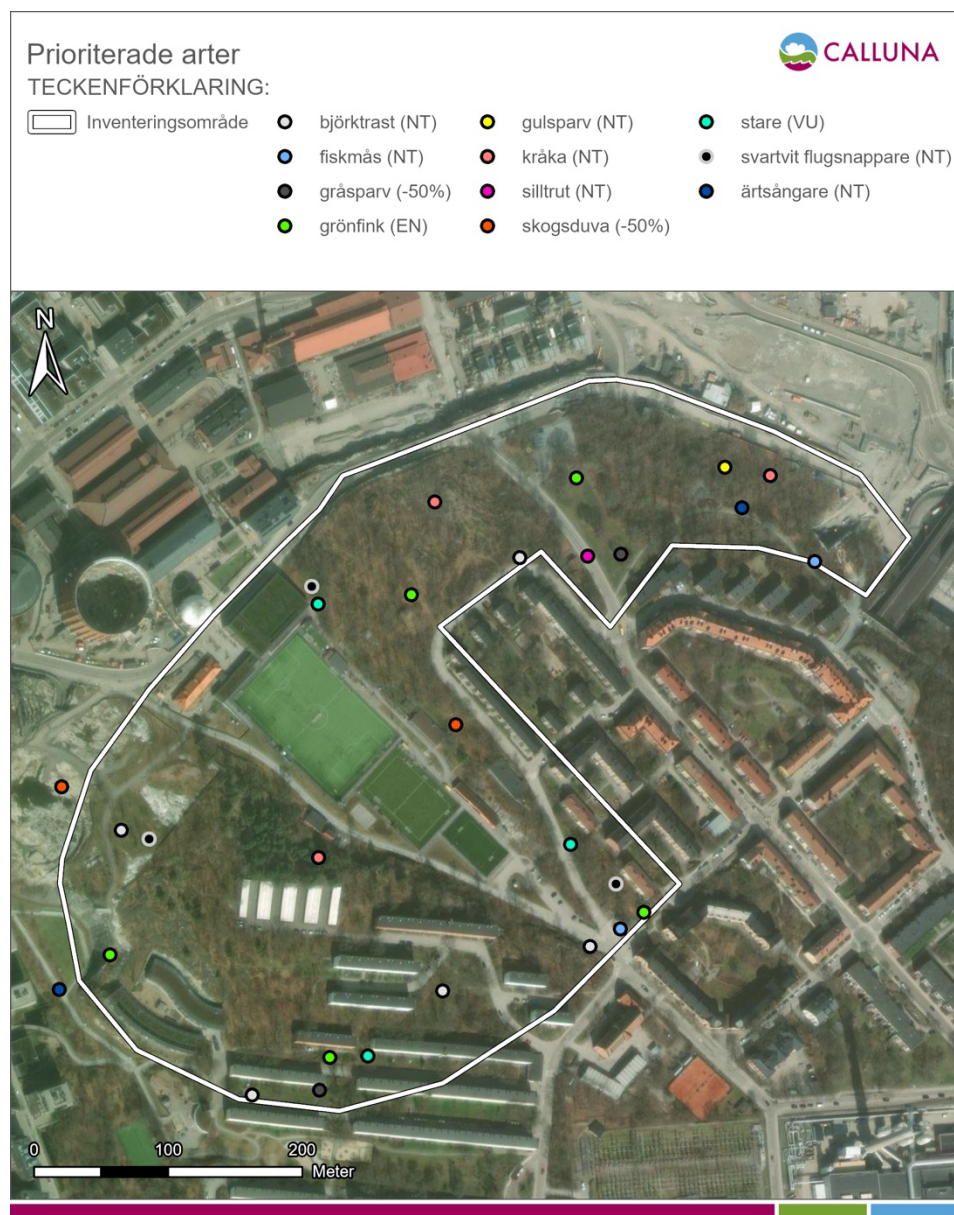 Prioriterade arter
CALLUNA
TECKENFÖRKLARING:
Inventeringsområde
björktrast (NT)
gulsparv (NT)
stare (VU)
fiskmås (NT)
kråka (NT)
svartvit flugsnappare (NT)
gråsparv (-50%)
silltrut (NT)
ärtsångare (NT)
grönfink (EN)
skogsduva (-50%)
N
0 100 200
Meter